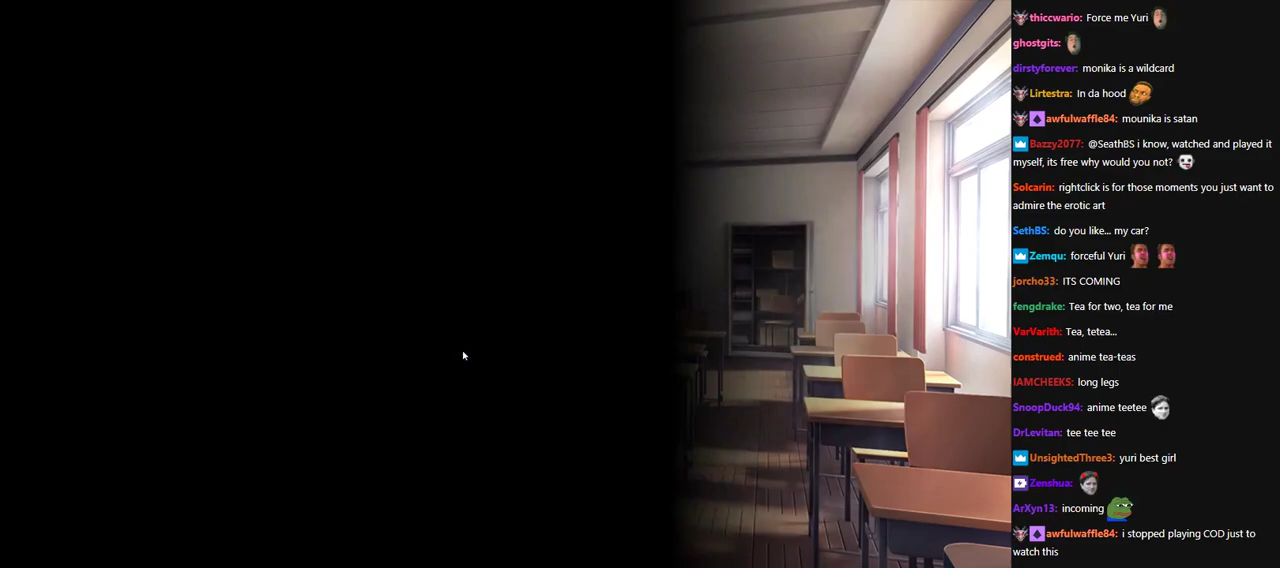 thiccwario: Force me Yuri
ghostgits:
dirstyforever: monika is a wildcard
Lirtestra: In da hood
awfulwaffle84: mounika is satan
Bazzy2077: @SeathBS i know, watched and played it
myself, its free why would you not?
Solcarin: rightclick is for those moments you just want to
admire the erotic art
SethBS: do you like... my car?
Zemqu: forceful Yuri
jorcho33: ITS COMING
fengdrake: Tea for two, tea for me
VarVarith: Tea, tetea...
construed: anime tea-teas
IAMCHEEKS: long legs
SnoopDuck94: anime teetee
DrLevitan: tee tee tee
UnsightedThree3: yuri best girl
Zenshua:
ArXyn13: incoming
awfulwaffle84: i stopped playing COD just to
watch this